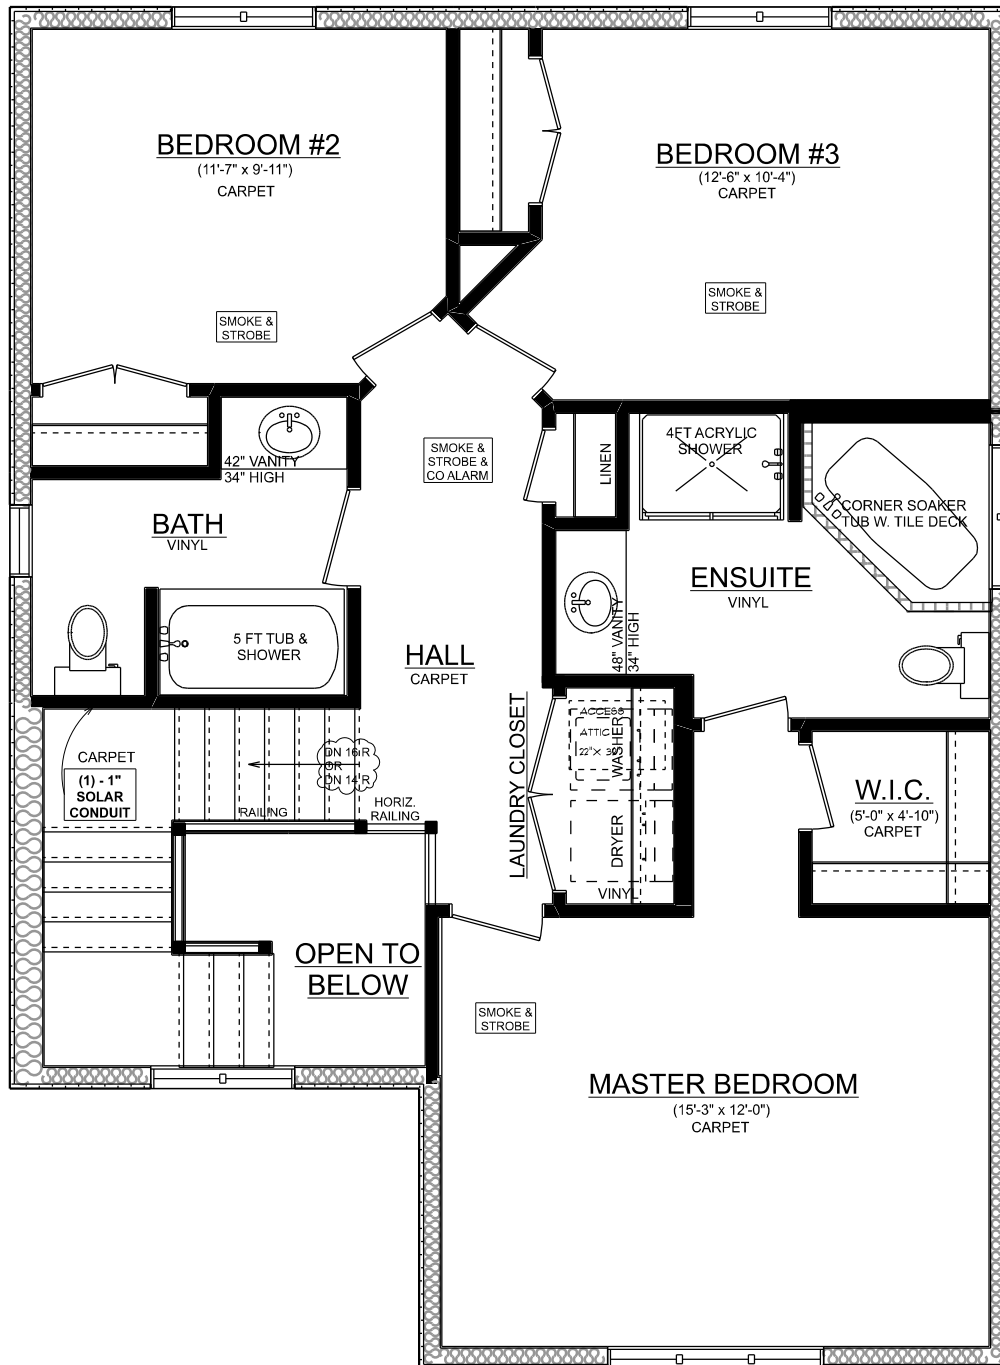 BEDROOM #2
(11'-7" x 9'-11")
CARPET
BEDROOM #3
(12'-6" x 10'-4")
CARPET
SMOKE &
STROBE
SMOKE &
STROBE
42" VANITY
34" HIGH
SMOKE &
STROBE &
CO ALARM
LINEN
4FT ACRYLIC
SHOWER
CORNER SOAKER
TUB W. TILE DECK
BATH
VINYL
ENSUITE
VINYL
48" VANITY
34" HIGH
5 FT TUB &
SHOWER
HALL
CARPET
CARPET
(1) - 1"
SOLAR
CONDUIT
DN 16 R
OR
DN 14 R
RAILING
HORIZ.
RAILING
LAUNDRY CLOSET
ACCESS
ATTIC
22" x
WASHER
DRYER
VINYL
W.I.C.
(5'-0" x 4'-10")
CARPET
OPEN TO
BELOW
SMOKE &
STROBE
MASTER BEDROOM
(15'-3" x 12'-0")
CARPET